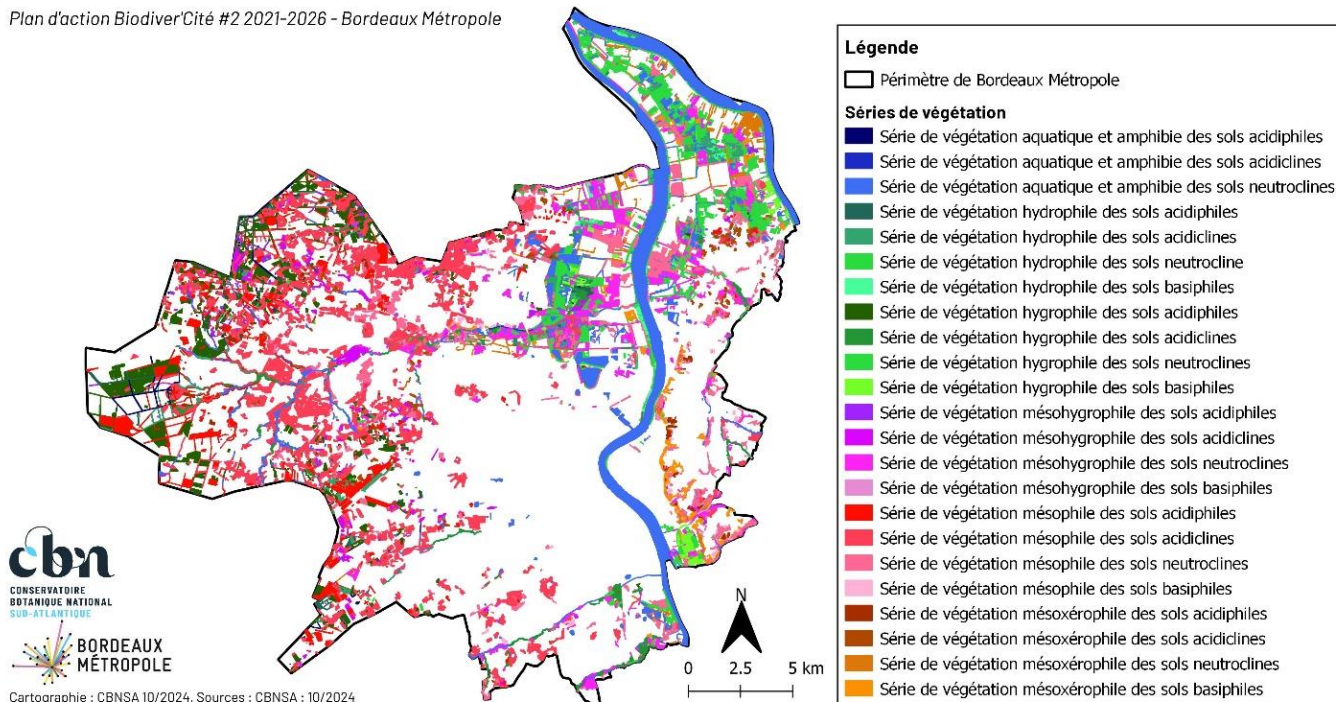 Plan d'action Biodiver'Cité #2 2021-2026 - Bordeaux Métropole
Légende
Périmètre de Bordeaux Métropole
Séries de végétation
Série de végétation aquatique et amphibie des sols acidiphiles
Série de végétation aquatique et amphibie des sols acidiclines
Série de végétation aquatique et amphibie des sols neutroclines
Série de végétation hydrophile des sols acidiphiles
Série de végétation hydrophile des sols acidiclines
Série de végétation hydrophile des sols neutrocline
Série de végétation hydrophile des sols basiphiles
Série de végétation hygrophile des sols acidiphiles
Série de végétation hygrophile des sols acidiclines
Série de végétation hygrophile des sols neutroclines
Série de végétation hygrophile des sols basiphiles
Série de végétation mésohygrophile des sols acidiphiles
Série de végétation mésohygrophile des sols acidiclines
Série de végétation mésohygrophile des sols neutroclines
Série de végétation mésohygrophile des sols basiphiles
Série de végétation mésophile des sols acidiphiles
Série de végétation mésophile des sols acidiclines
Série de végétation mésophile des sols neutroclines
Série de végétation mésophile des sols basiphiles
Série de végétation mésoxérophile des sols acidiphiles
Série de végétation mésoxérophile des sols acidiclines
Série de végétation mésoxérophile des sols neutroclines
Série de végétation mésoxérophile des sols basiphiles
cbn
CONSERVATOIRE
BOTANIQUE NATIONAL
SUD-ATLANTIQUE
BORDEAUX
MÉTROPOLE
N
0 2.5 5 km
Cartographie : CBNSA 10/2024, Sources : CBNSA : 10/2024